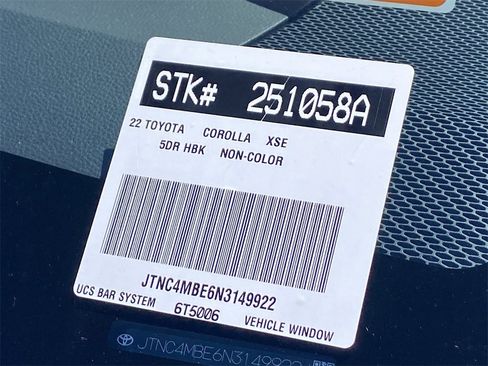 STK# 251058A
22 TOYOTA COROLLA XSE
5DR HBK NON-COLOR
JTNC4MBE6N3149922
UCS BAR SYSTEM 6T5006 VEHICLE WINDOW
JTNC4MBE6N3149922